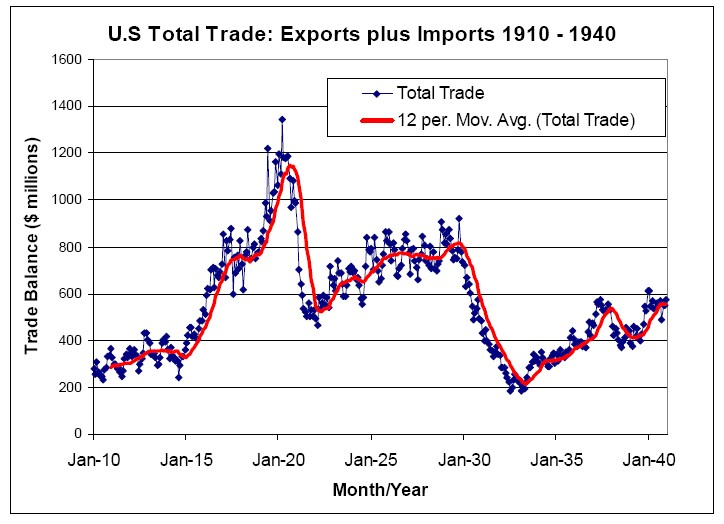 U.S Total Trade: Exports plus Imports 1910 - 1940
1600
1400
1200
1000
800
600
400
200
0
Trade Balance ($ millions)
Total Trade
12 per. Mov. Avg. (Total Trade)
Jan-10 Jan-15 Jan-20 Jan-25 Jan-30 Jan-35 Jan-40
Month/Year